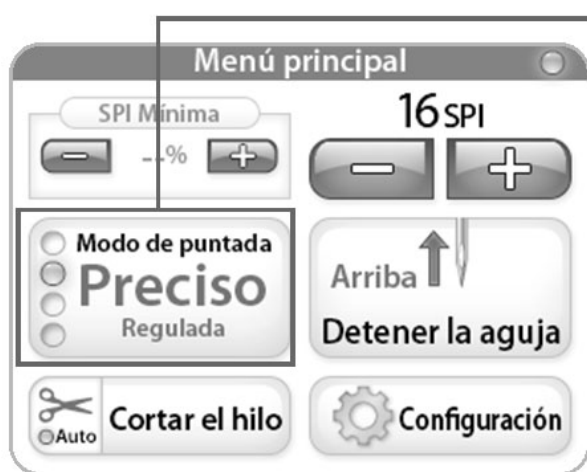 Menú principal
SPI Mínima
--%
16 SPI
Modo de puntada
Preciso
Regulada
Arriba
Detener la aguja
Auto
Cortar el hilo
Configuración